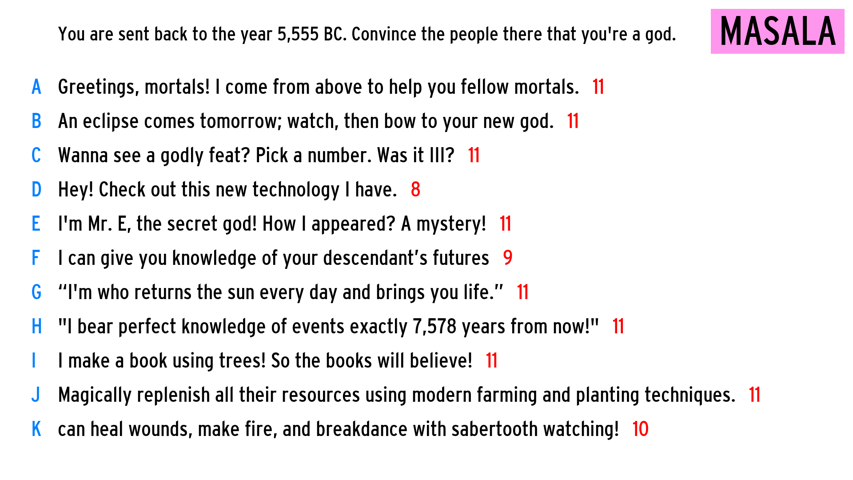 You are sent back to the year 5,555 BC. Convince the people there that you're a god.
MASALA
A Greetings, mortals! I come from above to help you fellow mortals. 11
B An eclipse comes tomorrow; watch, then bow to your new god. 11
C Wanna see a godly feat? Pick a number. Was it III? 11
D Hey! Check out this new technology I have. 8
E I'm Mr. E, the secret god! How I appeared? A mystery! 11
F I can give you knowledge of your descendant’s futures 9
G “I'm who returns the sun every day and brings you life.” 11
H "I bear perfect knowledge of events exactly 7,578 years from now!" 11
I I make a book using trees! So the books will believe! 11
J Magically replenish all their resources using modern farming and planting techniques. 11
K can heal wounds, make fire, and breakdance with sabertooth watching! 10